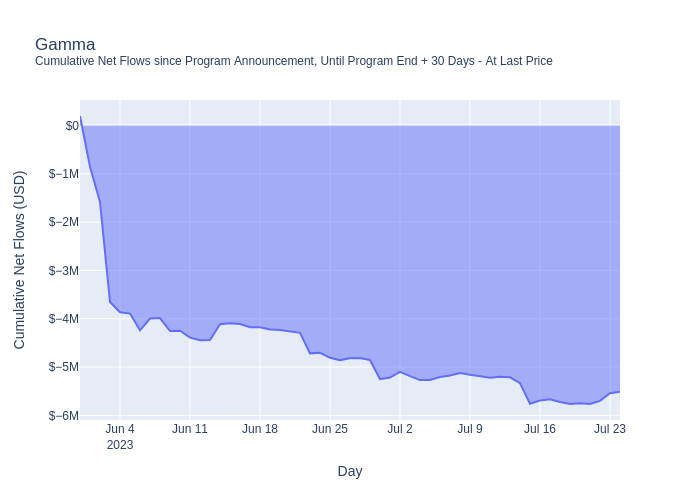 Gamma
Cumulative Net Flows since Program Announcement, Until Program End + 30 Days - At Last Price
Cumulative Net Flows (USD)
$0
$−1M
$−2M
$−3M
$−4M
$−5M
$−6M
Jun 4 Jun 11 Jun 18 Jun 25 Jul 2 Jul 9 Jul 16 Jul 23
2023
Day